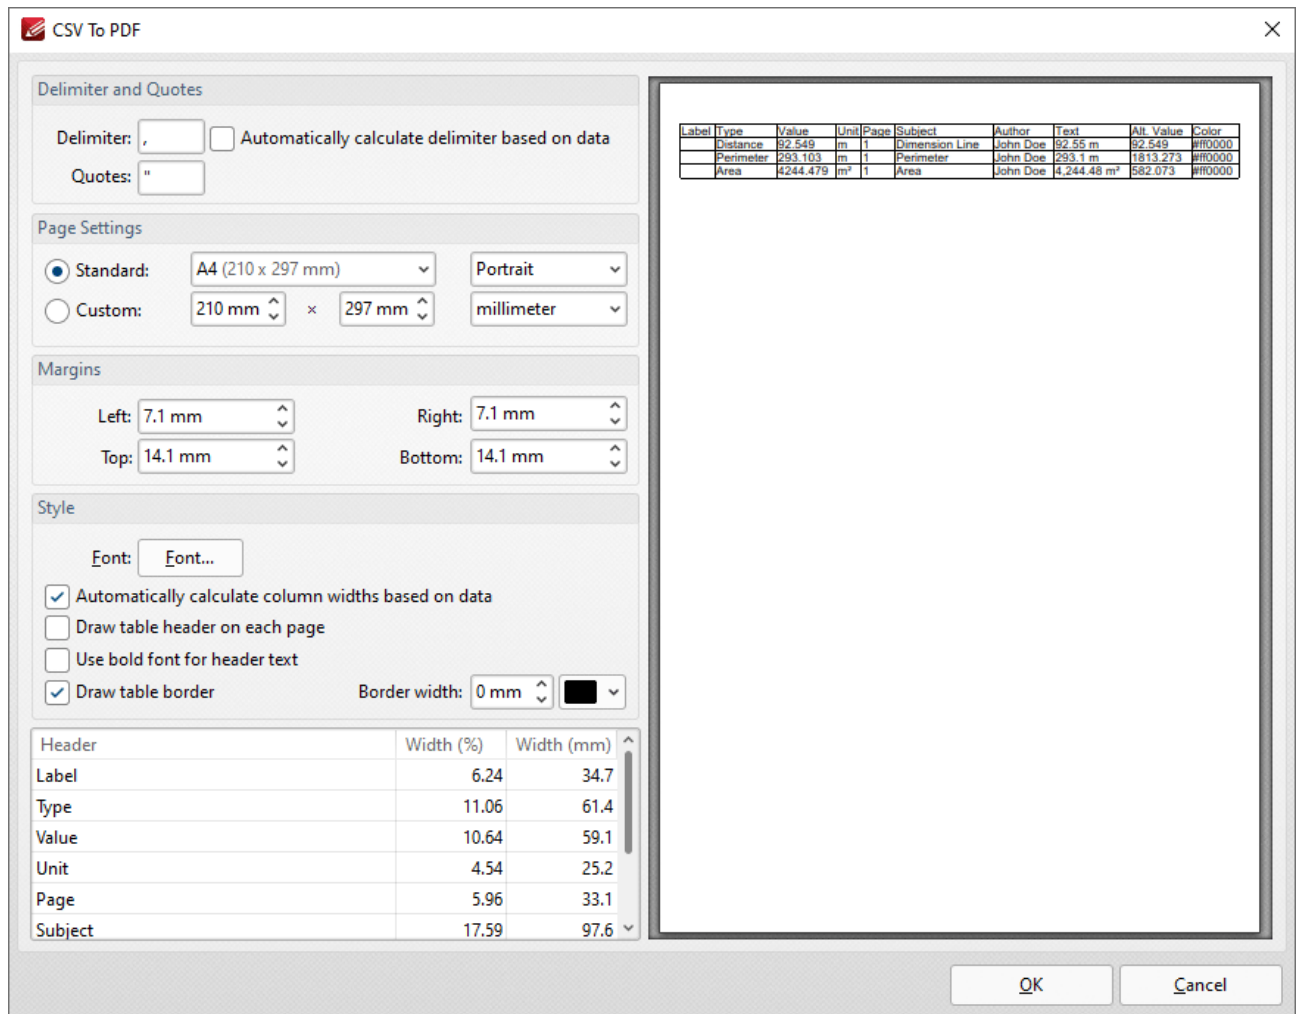 CSV To PDF
Delimiter and Quotes
Delimiter: , Automatically calculate delimiter based on data
Quotes: "
Page Settings
Standard: A4 (210 x 297 mm) Portrait
Custom: 210 mm × 297 mm millimeter
Margins
Left: 7.1 mm Right: 7.1 mm
Top: 14.1 mm Bottom: 14.1 mm
Style
Font: Font...
Automatically calculate column widths based on data
Draw table header on each page
Use bold font for header text
Draw table border Border width: 0 mm
Header Width (%) Width (mm)
Label 6.24 34.7
Type 11.06 61.4
Value 10.64 59.1
Unit 4.54 25.2
Page 5.96 33.1
Subject 17.59 97.6
Label Type Value Unit Page Subject Author Text Alt. Value Color
Distance 92.549 m 1 Dimension Line John Doe 92.55 m 92.549 #ff0000
Perimeter 293.103 m 1 Perimeter John Doe 293.1 m 1813.273 #ff0000
Area 4244.479 m² 1 Area John Doe 4,244.48 m² 582.073 #ff0000
OK Cancel